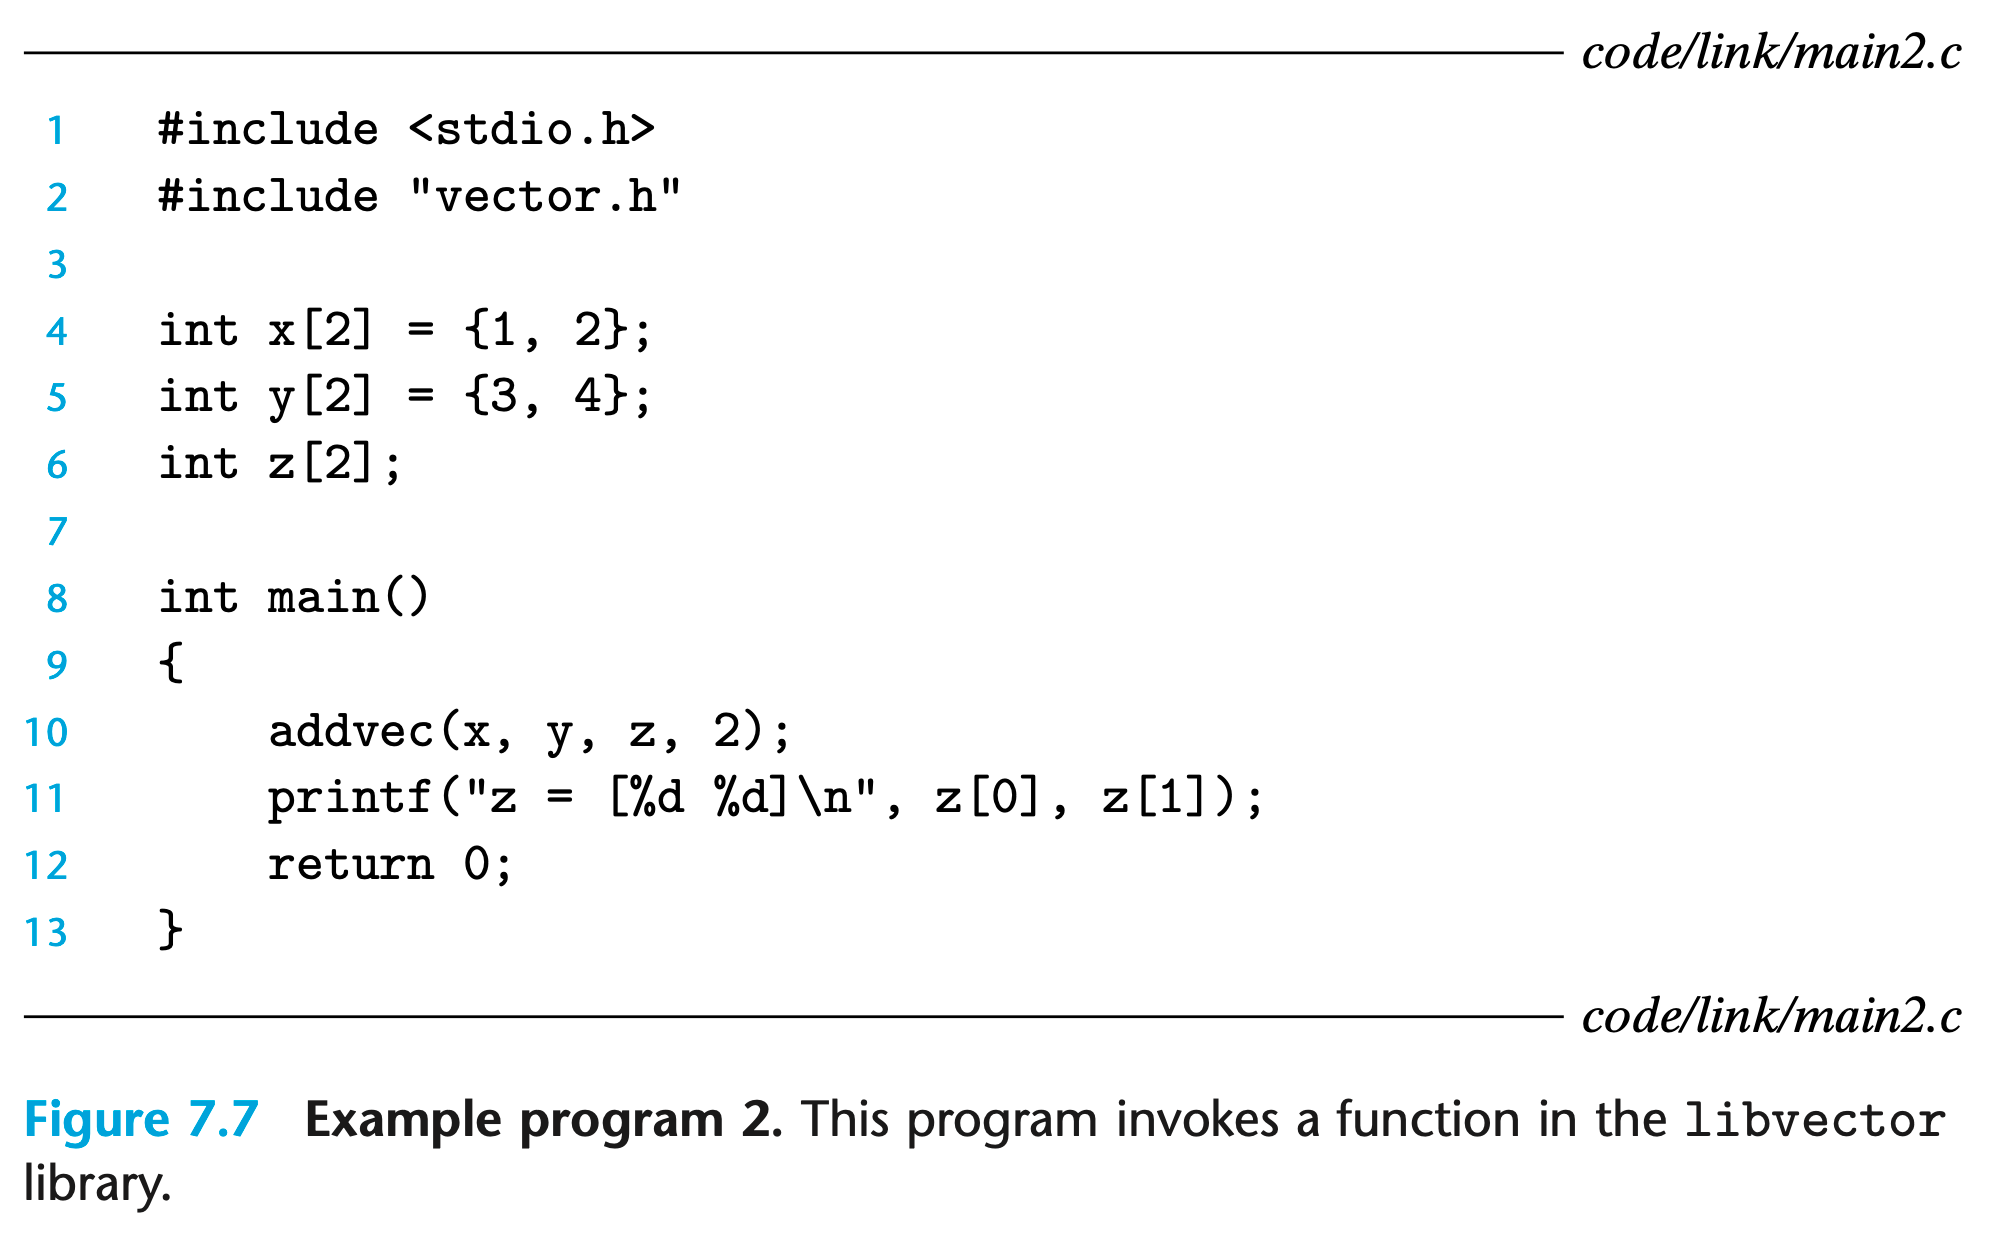 code/link/main2.c
1 #include <stdio.h>
2 #include "vector.h"
3
4 int x[2] = {1, 2};
5 int y[2] = {3, 4};
6 int z[2];
7
8 int main()
9 {
10     addvec(x, y, z, 2);
11     printf("z = [%d %d]\n", z[0], z[1]);
12     return 0;
13 }
code/link/main2.c
Figure 7.7 Example program 2. This program invokes a function in the libvector
library.